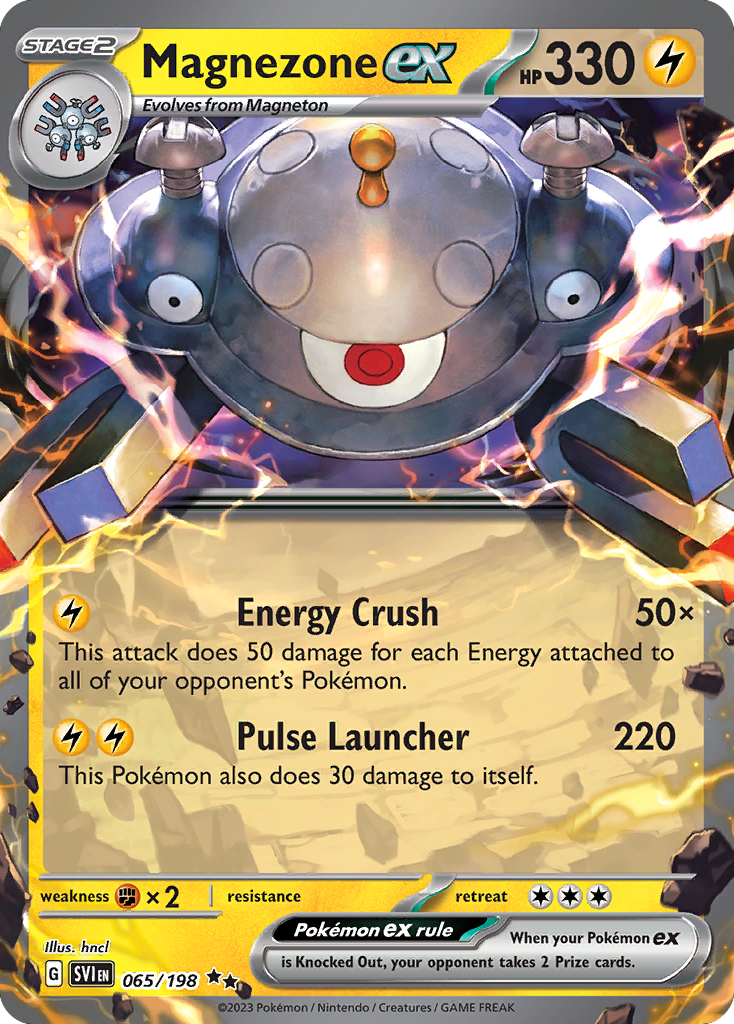 STAGE2
Magnezone ex
HP 330
Evolves from Magneton
Energy Crush 50×
This attack does 50 damage for each Energy attached to
all of your opponent's Pokémon.
Pulse Launcher 220
This Pokémon also does 30 damage to itself.
weakness ×2 resistance retreat
Pokémon ex rule
When your Pokémon ex
is Knocked Out, your opponent takes 2 Prize cards.
Illus. hncl
G SVI EN 065/198
©2023 Pokémon / Nintendo / Creatures / GAME FREAK